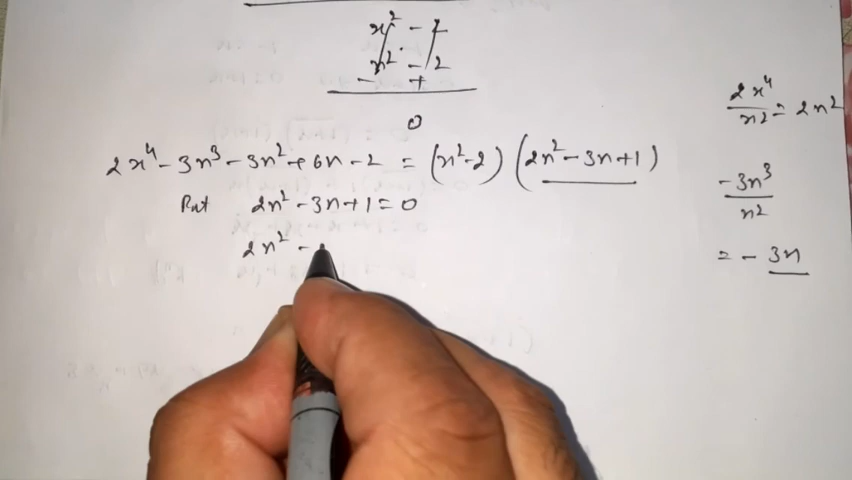 x² - 2
x² - 2
- +
0
2x⁴ - 3x³ - 3x² + 6x - 2 = (x² - 2) (2x² - 3x + 1)
Put 2x² - 3x + 1 = 0
2x² -
2x⁴/x² = 2x²
-3x³/x²
= - 3x